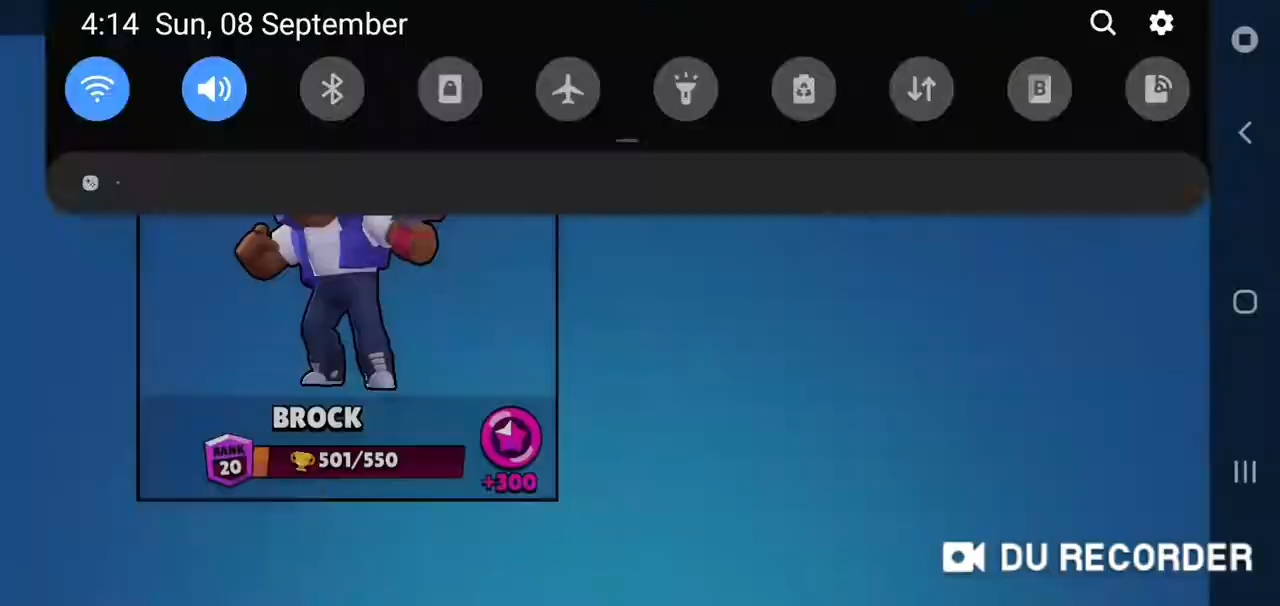 4:14 Sun, 08 September
B
BROCK
RANK
20
501/550
+300
DU RECORDER